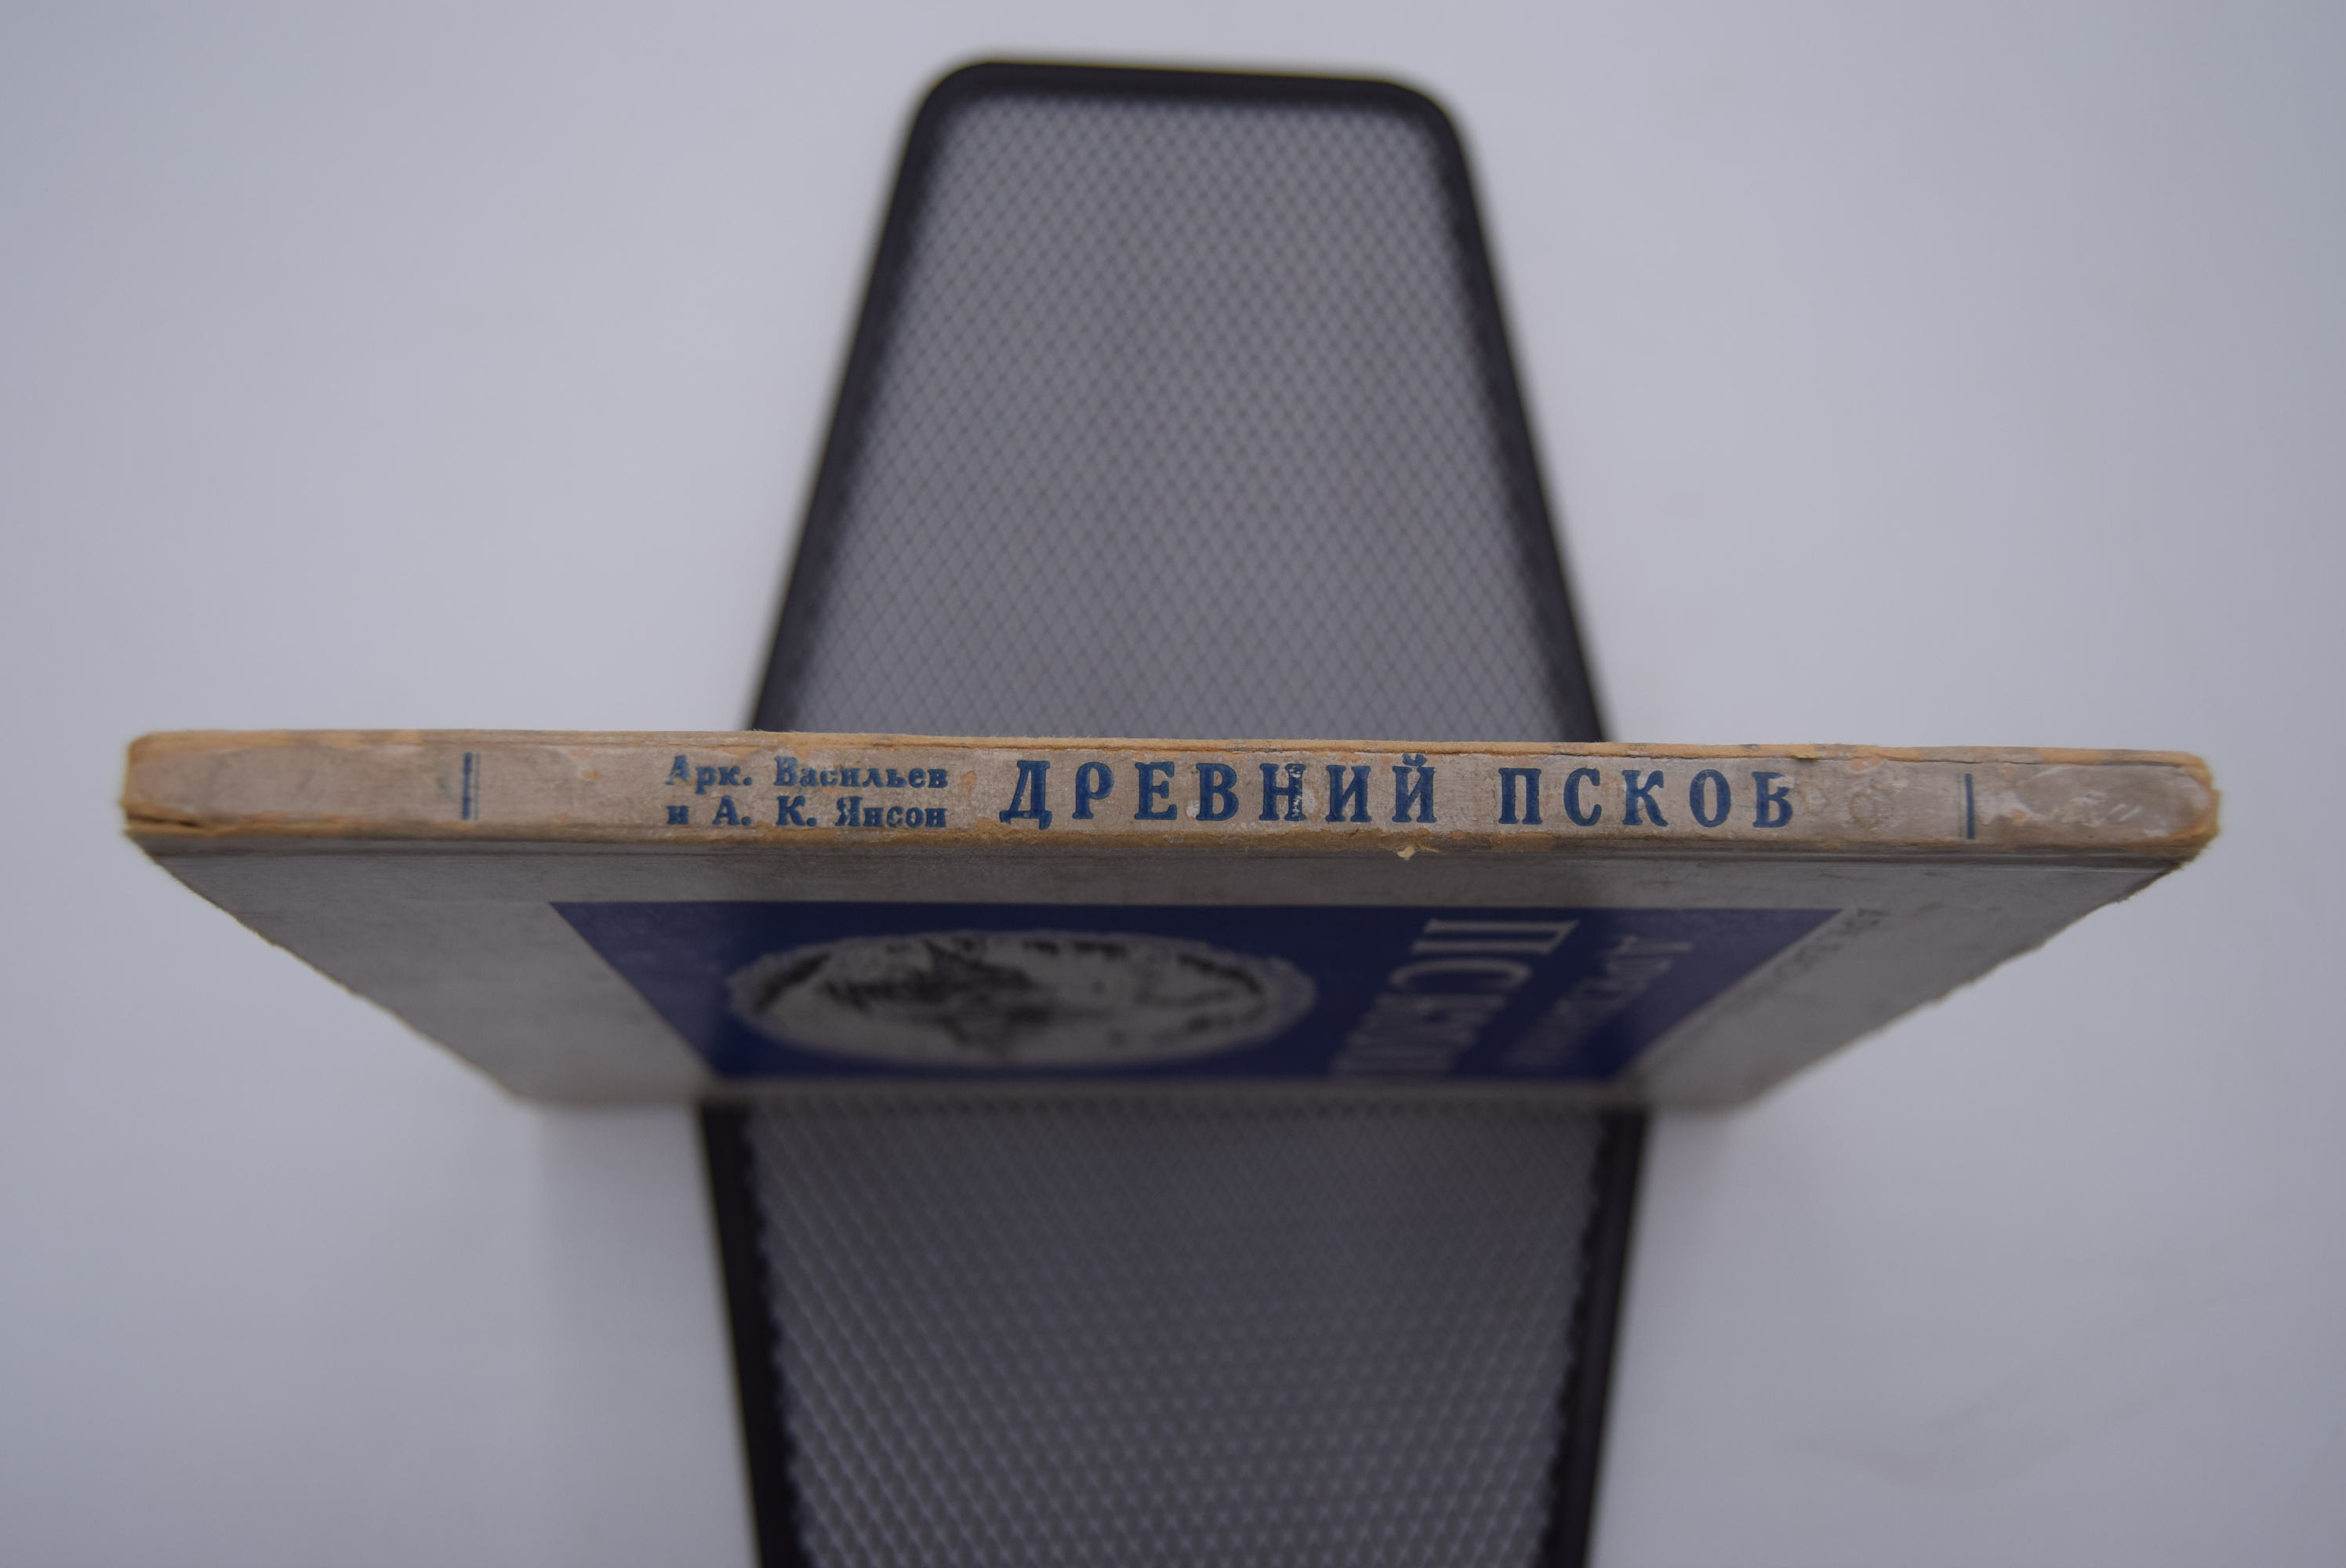 Арк. Васильев
и А. К. Янсон
ДРЕВНИЙ ПСКОВ